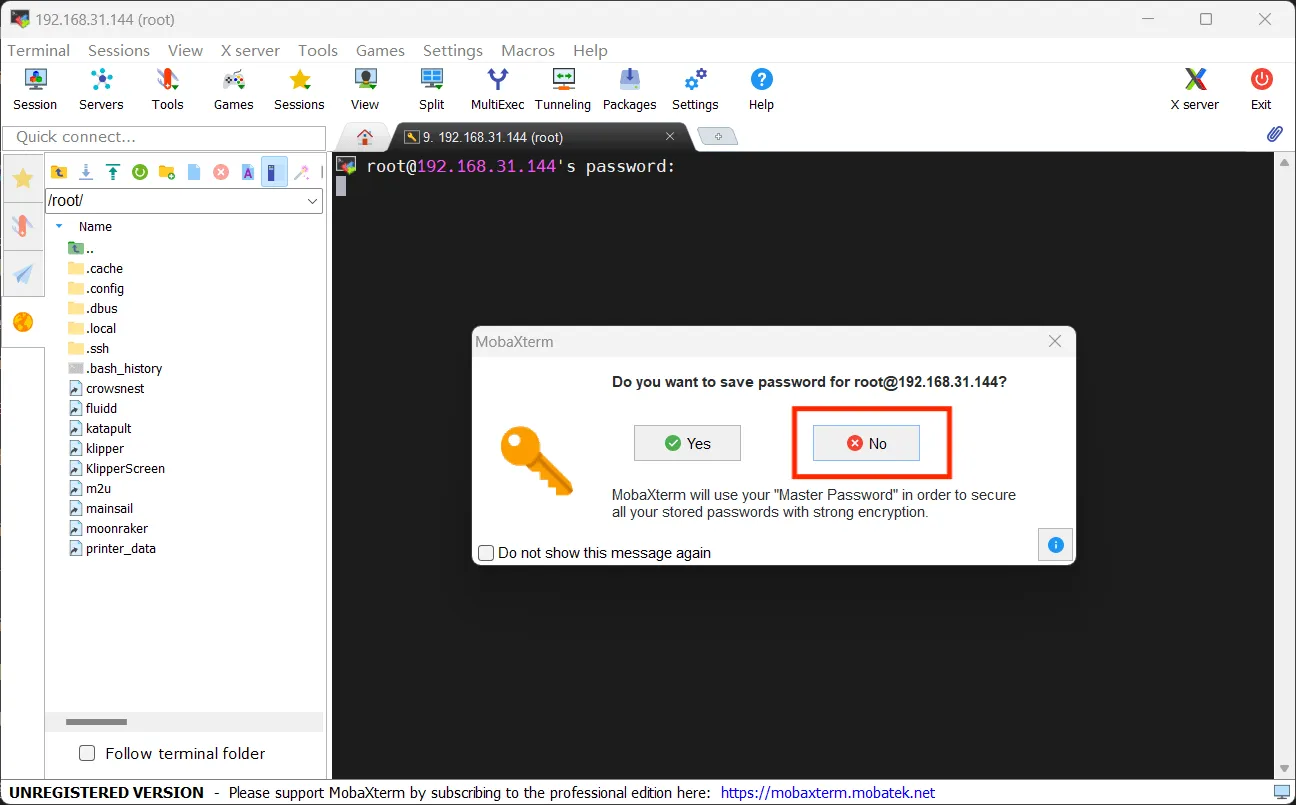 192.168.31.144 (root)
Terminal Sessions View X server Tools Games Settings Macros Help
Session Servers Tools Games Sessions View Split MultiExec Tunneling Packages Settings Help X server Exit
Quick connect...
9. 192.168.31.144 (root)
/root/
Name
..
.cache
.config
.dbus
.local
.ssh
.bash_history
crowsnest
fluidd
katapult
klipper
KlipperScreen
m2u
mainsail
moonraker
printer_data
Follow terminal folder
root@192.168.31.144's password:
MobaXterm
Do you want to save password for root@192.168.31.144?
Yes No
MobaXterm will use your "Master Password" in order to secure
all your stored passwords with strong encryption.
Do not show this message again
UNREGISTERED VERSION - Please support MobaXterm by subscribing to the professional edition here: https://mobaxterm.mobatek.net